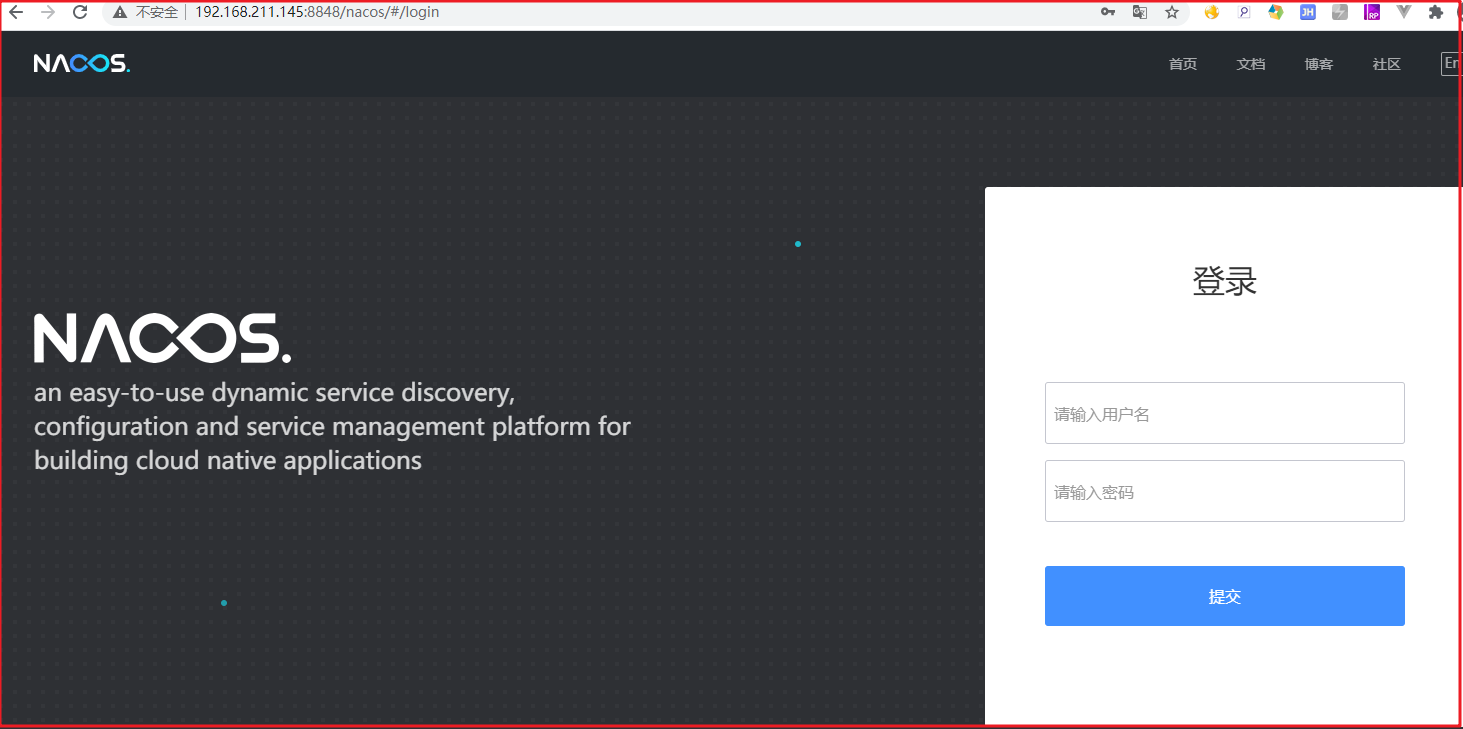 不安全 192.168.211.145:8848/nacos/#/login
JH
RP
NACOS.
首页 文档 博客 社区 En
NACOS.
an easy-to-use dynamic service discovery,
configuration and service management platform for
building cloud native applications
登录
请输入用户名
请输入密码
提交